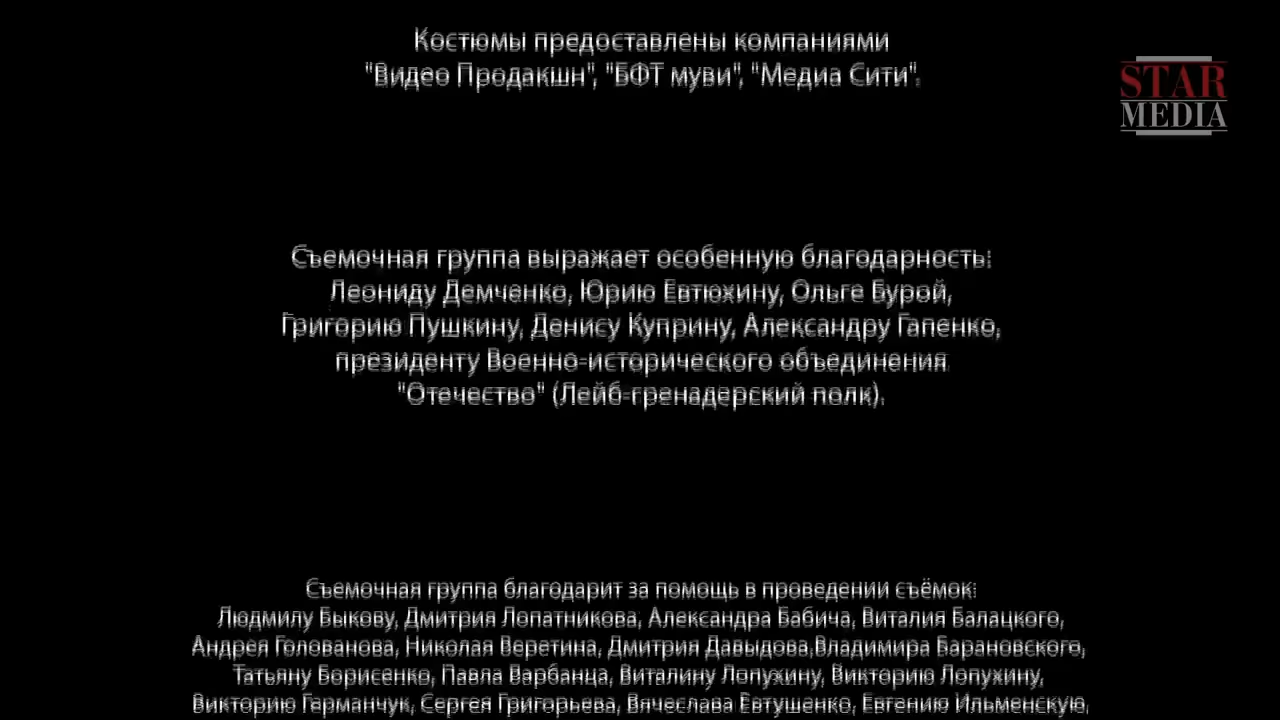 Костюмы предоставлены компаниями
"Видео Продакшн", "БФТ муви", "Медиа Сити".
STAR
MEDIA
Съемочная группа выражает особенную благодарность:
Леониду Демченко, Юрию Евтюхину, Ольге Бурой,
Григорию Пушкину, Денису Куприну, Александру Гапенко,
президенту Военно-исторического объединения
"Отечество" (Лейб-гренадерский полк).
Съемочная группа благодарит за помощь в проведении съёмок:
Людмилу Быкову, Дмитрия Лопатникова, Александра Бабича, Виталия Балацкого,
Андрея Голованова, Николая Веретина, Дмитрия Давыдова,Владимира Барановского,
Татьяну Борисенко, Павла Варбанца, Виталину Лопухину, Викторию Лопухину,
Викторию Германчук, Сергея Григорьева, Вячеслава Евтушенко, Евгению Ильменскую,